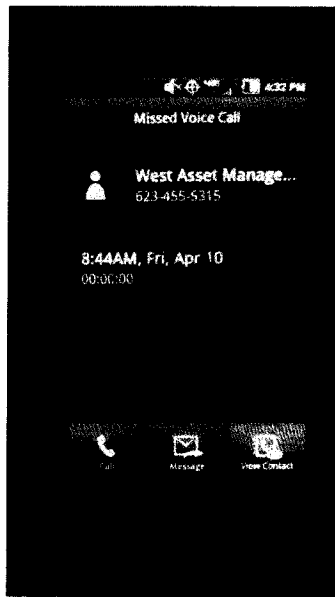 4:32 PM
Missed Voice Call
West Asset Manage...
623-455-5315
8:44AM, Fri, Apr 10
00:00:00
Call Message View Contact